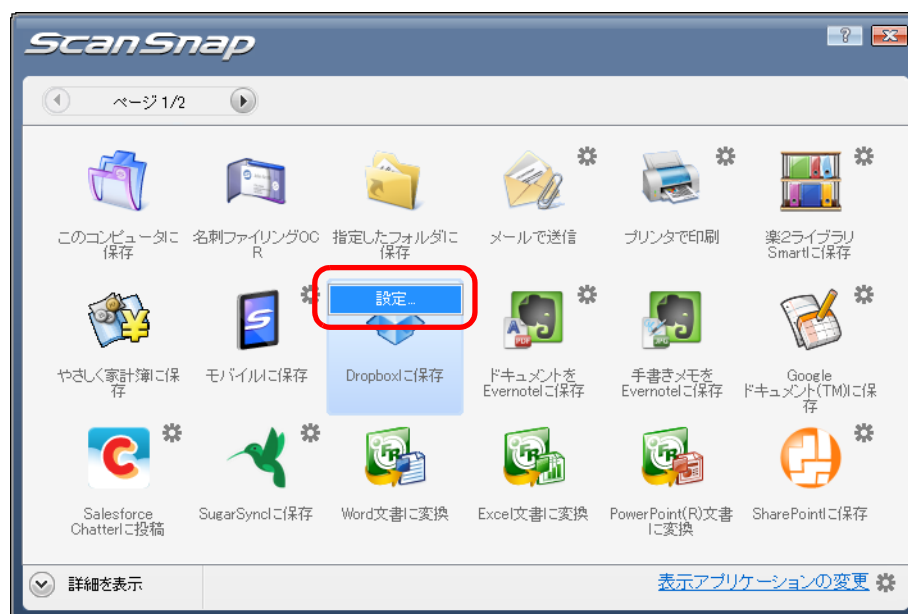 ScanSnap
?
ページ 1/2
このコンピュータに
保存
名刺ファイリングOC
R
指定したフォルダに
保存
メールで送信
プリンタで印刷
楽2ライブラリ
Smartに保存
設定...
S
A
PDF
JPG
やさしく家計簿に保
存
モバイルに保存
Dropboxに保存
ドキュメントを
Evernoteに保存
手書きメモを
Evernoteに保存
Google
ドキュメント(TM)に保
存
C
FR
FR
FR
Salesforce
Chatterに投稿
SugarSyncに保存
Word文書に変換
Excel文書に変換
PowerPoint(R)文書
に変換
SharePointに保存
詳細を表示
表示アプリケーションの変更